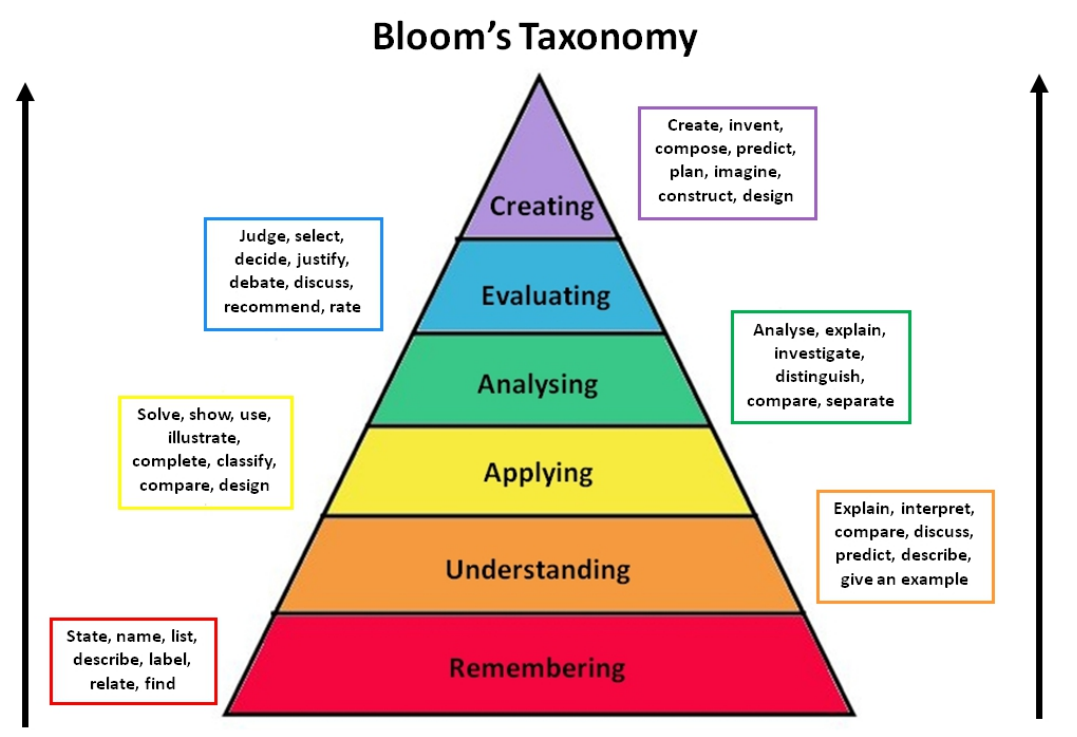 Bloom's Taxonomy
Create, invent,
compose, predict,
plan, imagine,
construct, design
Creating
Judge, select,
decide, justify,
debate, discuss,
recommend, rate
Evaluating
Analyse, explain,
investigate,
distinguish,
compare, separate
Analysing
Solve, show, use,
illustrate,
complete, classify,
compare, design
Applying
Explain, interpret,
compare, discuss,
predict, describe,
give an example
Understanding
State, name, list,
describe, label,
relate, find
Remembering